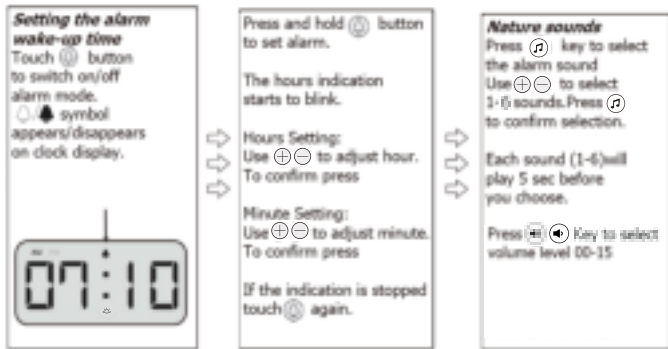 Setting the alarm
wake-up time
Touch button
to switch on/off
alarm mode.
symbol
appears/disappears
on clock display.
07:10
Press and hold button
to set alarm.
The hours indication
starts to blink.
Hours Setting:
Use ⊕⊖ to adjust hour.
To confirm press
Minute Setting:
Use ⊕⊖ to adjust minute.
To confirm press
If the indication is stopped
touch again.
Nature sounds
Press key to select
the alarm sound
Use ⊕⊖ to select
sounds.Press
to confirm selection.
Each sound (1-6)will
play 5 sec before
you choose.
Press Key to select
volume level 00-15